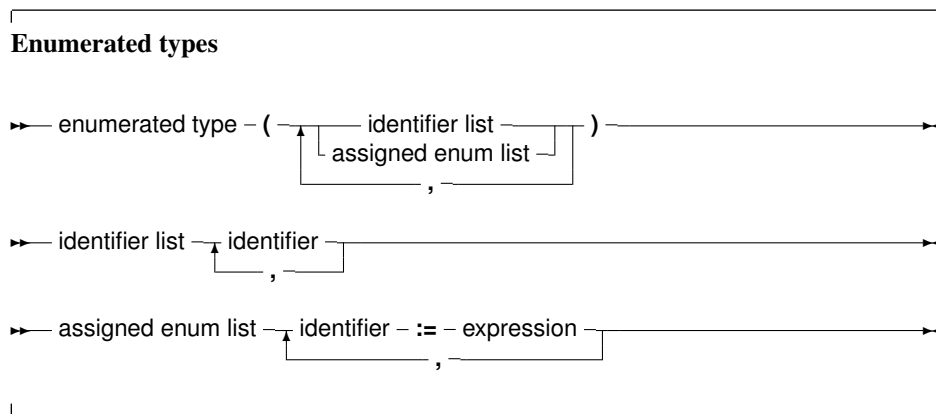 Enumerated types
enumerated type ( identifier list )
assigned enum list
,
identifier list identifier
,
assigned enum list identifier := expression
,